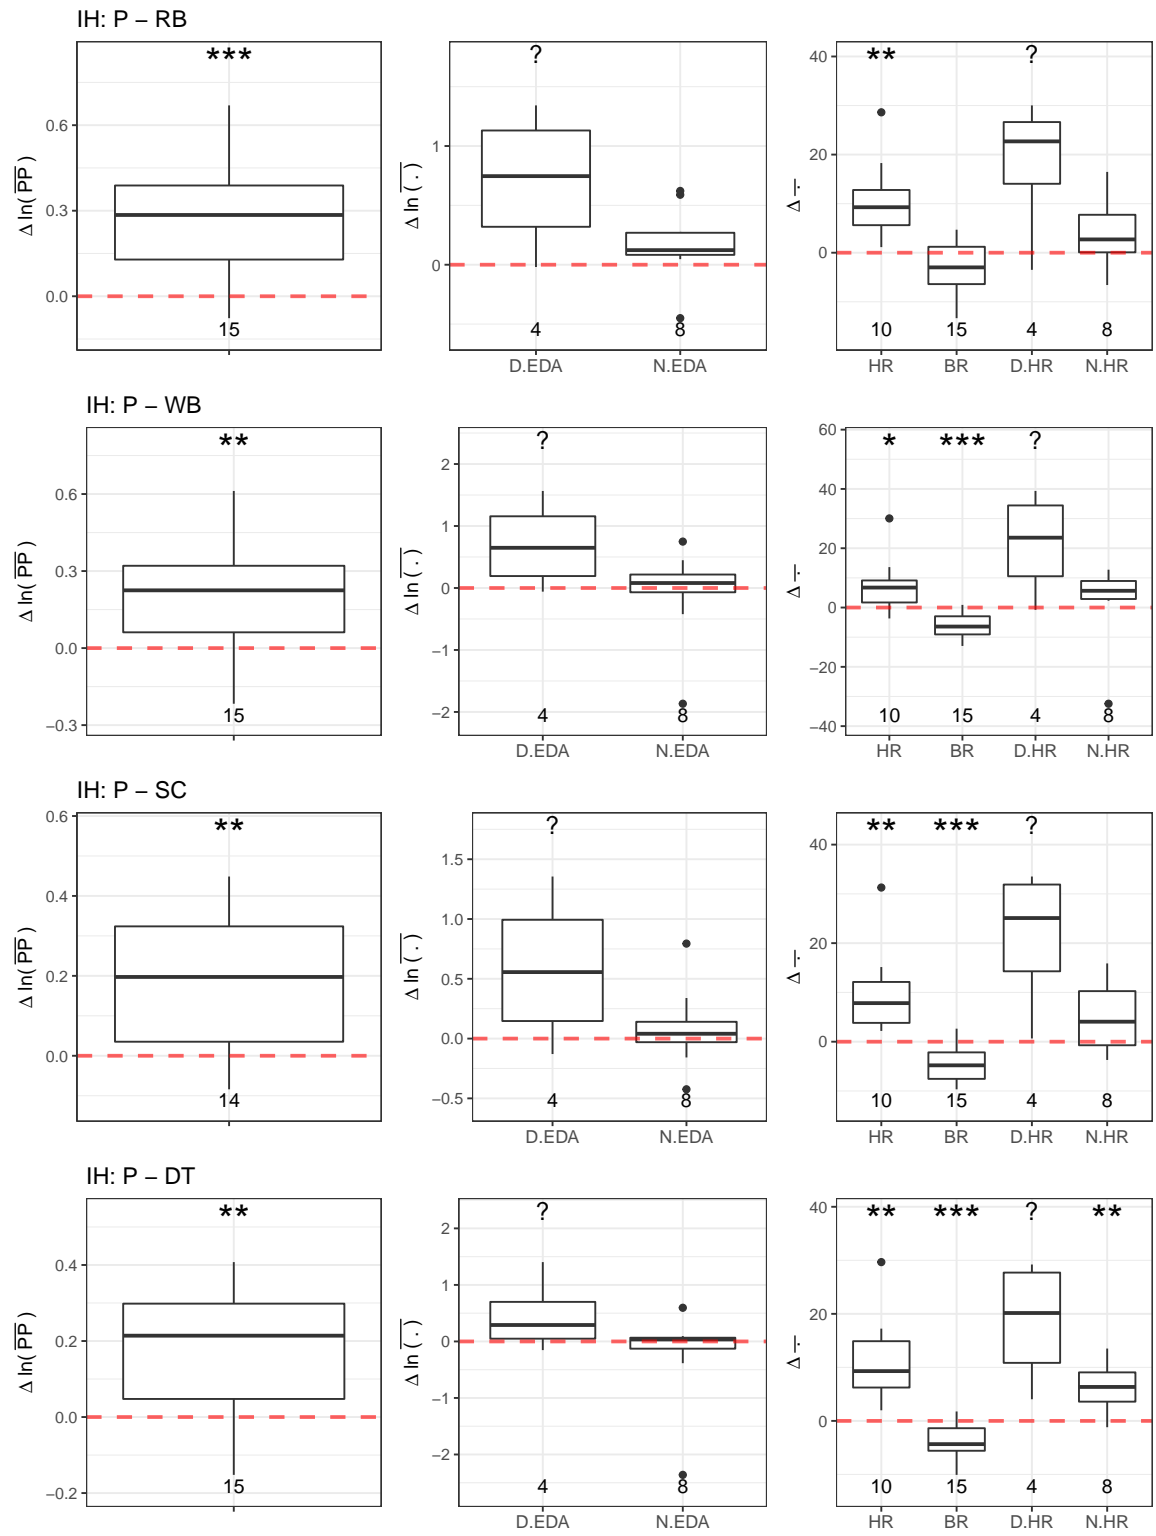 IH: P – RB
***
Δ ln( PP )
0.6
0.3
0.0
15
?
Δ ln ( . )
1
0
4
8
D.EDA
N.EDA
**
?
Δ .
40
20
0
10
15
4
8
HR
BR
D.HR
N.HR
IH: P – WB
**
Δ ln( PP )
0.6
0.3
0.0
−0.3
15
?
Δ ln ( . )
2
1
0
−1
−2
4
8
D.EDA
N.EDA
*
***
?
Δ .
60
40
20
0
−20
−40
10
15
4
8
HR
BR
D.HR
N.HR
IH: P – SC
**
Δ ln( PP )
0.6
0.4
0.2
0.0
14
?
Δ ln ( . )
1.5
1.0
0.5
0.0
−0.5
4
8
D.EDA
N.EDA
**
***
?
Δ .
40
20
0
10
15
4
8
HR
BR
D.HR
N.HR
IH: P – DT
**
Δ ln( PP )
0.4
0.2
0.0
−0.2
15
?
Δ ln ( . )
2
1
0
−1
−2
4
8
D.EDA
N.EDA
**
***
?
**
Δ .
40
20
0
10
15
4
8
HR
BR
D.HR
N.HR